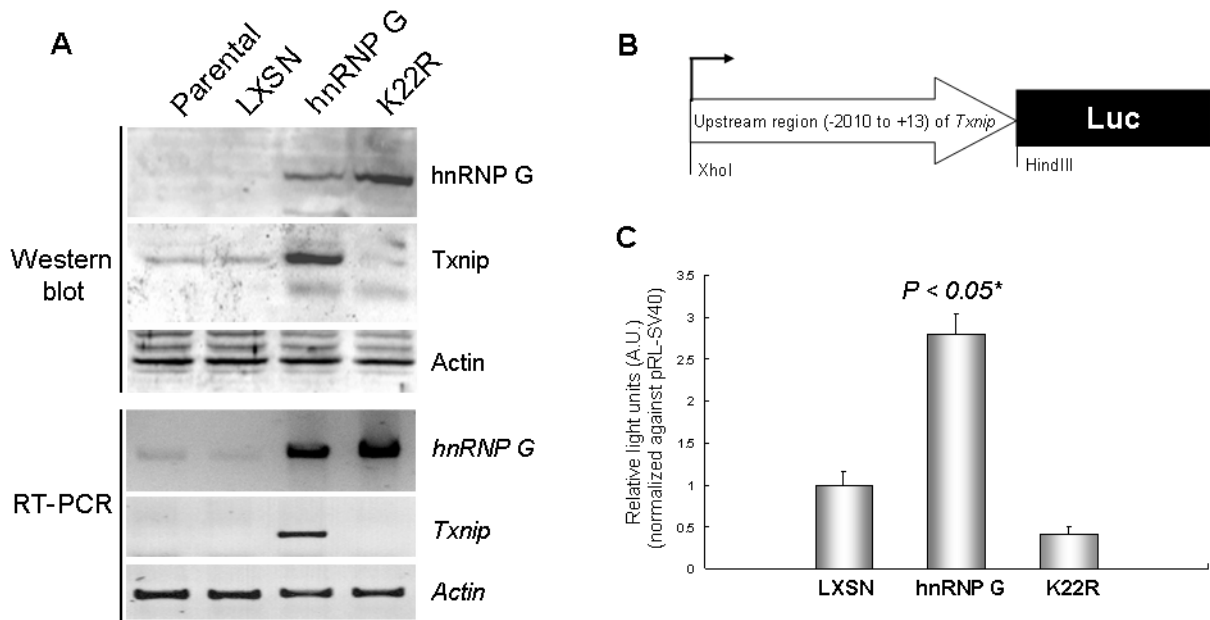 A
Parental
LXSN
hnRNP G
K22R
hnRNP G
Txnip
Actin
Western
blot
hnRNP G
Txnip
Actin
RT-PCR
B
Upstream region (-2010 to +13) of Txnip
Luc
XhoI
HindIII
C
Relative light units (A.U.)
(normalized against pRL-SV40)
3.5
3
2.5
2
1.5
1
0.5
0
P < 0.05*
LXSN
hnRNP G
K22R